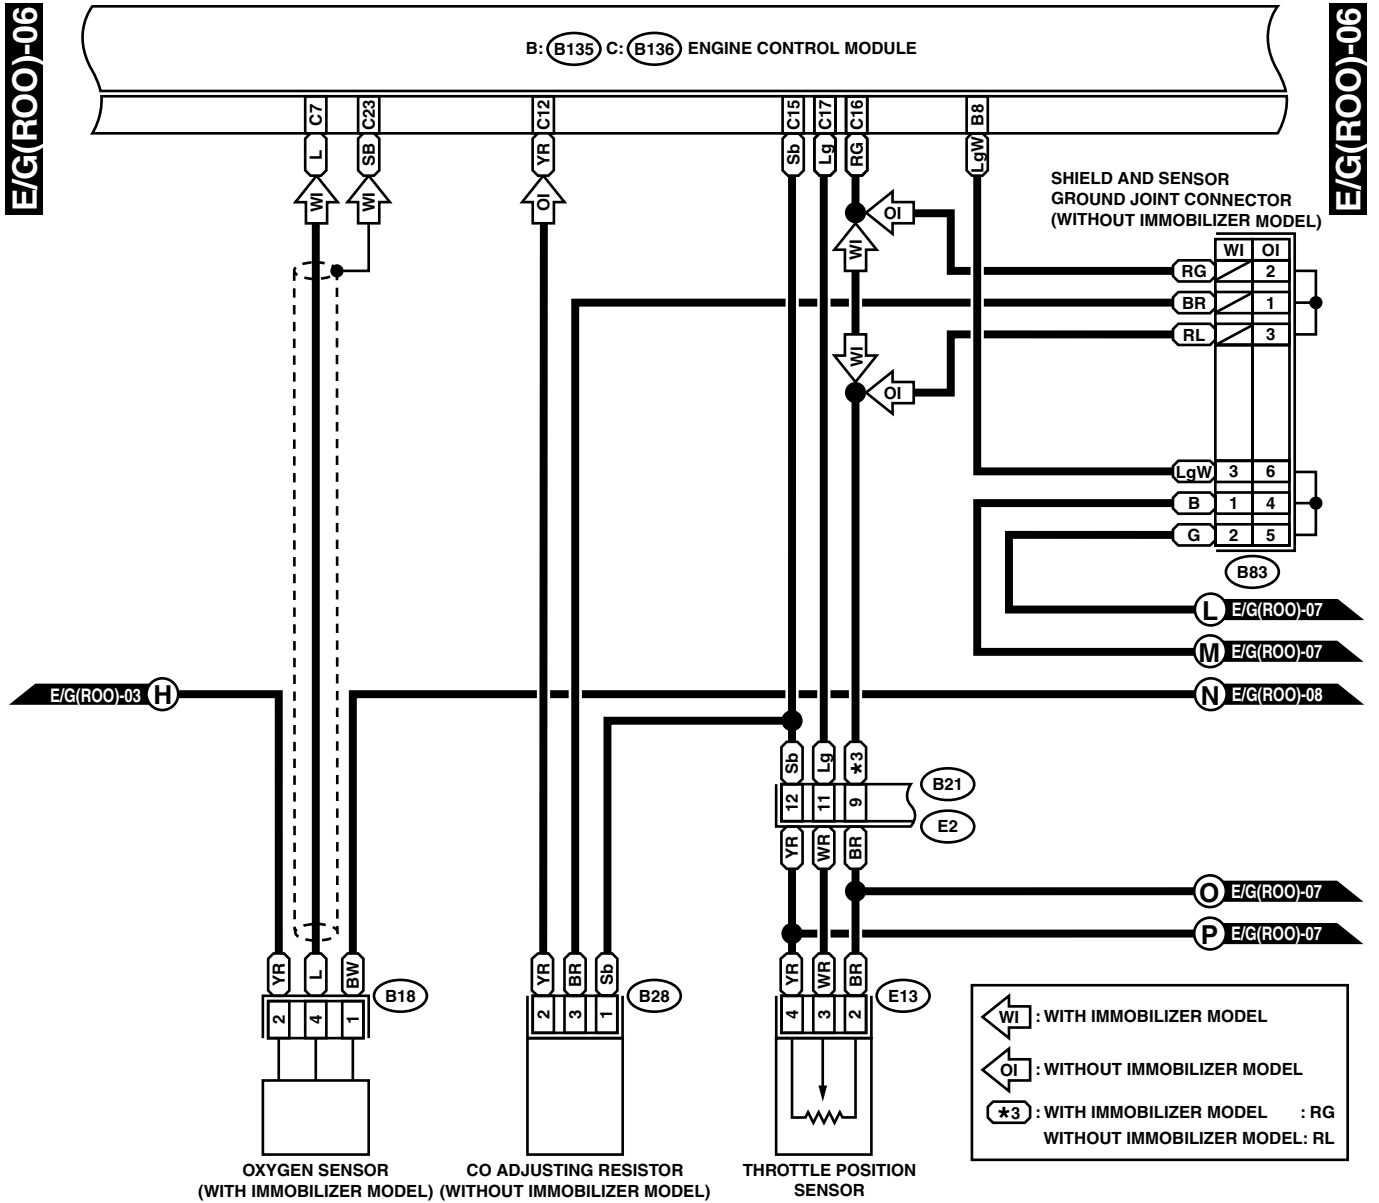 E/G(ROO)-06
E/G(ROO)-06
B: B135 C: B136 ENGINE CONTROL MODULE
C7 C23 C12 C15 C17 C16 B8
L SB YR Sb Lg RG LgW
WI WI OI
SHIELD AND SENSOR
GROUND JOINT CONNECTOR
(WITHOUT IMMOBILIZER MODEL)
OI
WI
WI OI
RG 2
BR 1
RL 3
WI
OI
LgW 3 6
B 1 4
G 2 5
B83
L E/G(ROO)-07
M E/G(ROO)-07
E/G(ROO)-03 H
N E/G(ROO)-08
Sb Lg *3
12 11 9
B21
E2
YR WR BR
O E/G(ROO)-07
P E/G(ROO)-07
YR L BW
B18
2 4 1
YR BR Sb
B28
2 3 1
YR WR BR
E13
4 3 2
WI : WITH IMMOBILIZER MODEL
OI : WITHOUT IMMOBILIZER MODEL
*3 : WITH IMMOBILIZER MODEL : RG
WITHOUT IMMOBILIZER MODEL: RL
OXYGEN SENSOR
(WITH IMMOBILIZER MODEL)
CO ADJUSTING RESISTOR
(WITHOUT IMMOBILIZER MODEL)
THROTTLE POSITION
SENSOR